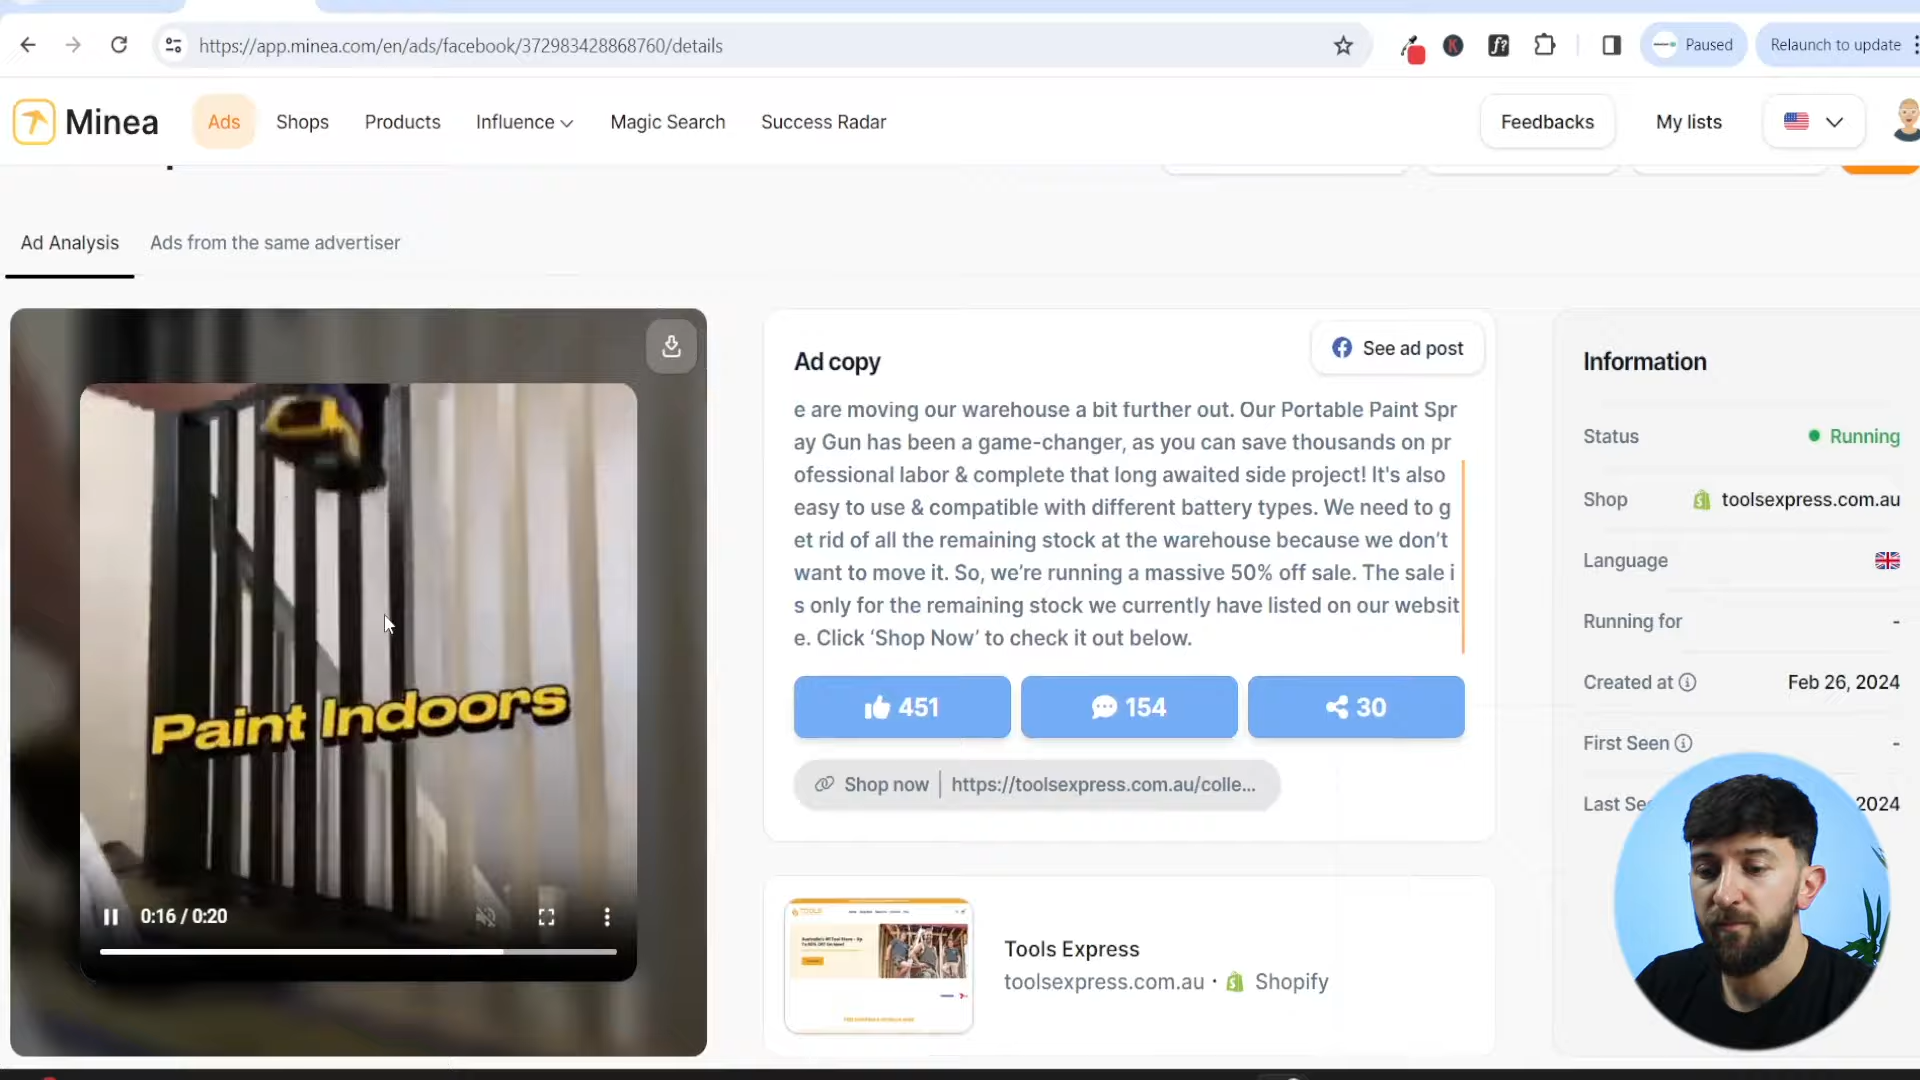 https://app.minea.com/en/ads/facebook/372983428868760/details
Paused
Relaunch to update
Minea
Ads
Shops
Products
Influence
Magic Search
Success Radar
Feedbacks
My lists
Ad Analysis
Ads from the same advertiser
Paint Indoors
0:16 / 0:20
Ad copy
See ad post
e are moving our warehouse a bit further out. Our Portable Paint Spr
ay Gun has been a game-changer, as you can save thousands on pr
ofessional labor & complete that long awaited side project! It's also
easy to use & compatible with different battery types. We need to g
et rid of all the remaining stock at the warehouse because we don't
want to move it. So, we're running a massive 50% off sale. The sale i
s only for the remaining stock we currently have listed on our websit
e. Click ‘Shop Now’ to check it out below.
451
154
30
Shop now
https://toolsexpress.com.au/colle...
Tools Express
toolsexpress.com.au · Shopify
Information
Status
Running
Shop
toolsexpress.com.au
Language
Running for
-
Created at
Feb 26, 2024
First Seen
-
Last Se
2024